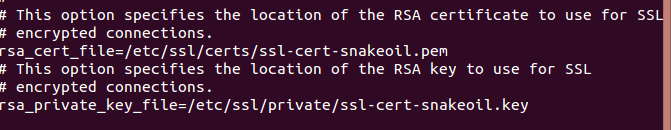 #
# This option specifies the location of the RSA certificate to use for SSL
# encrypted connections.
rsa_cert_file=/etc/ssl/certs/ssl-cert-snakeoil.pem
# This option specifies the location of the RSA key to use for SSL
# encrypted connections.
rsa_private_key_file=/etc/ssl/private/ssl-cert-snakeoil.key